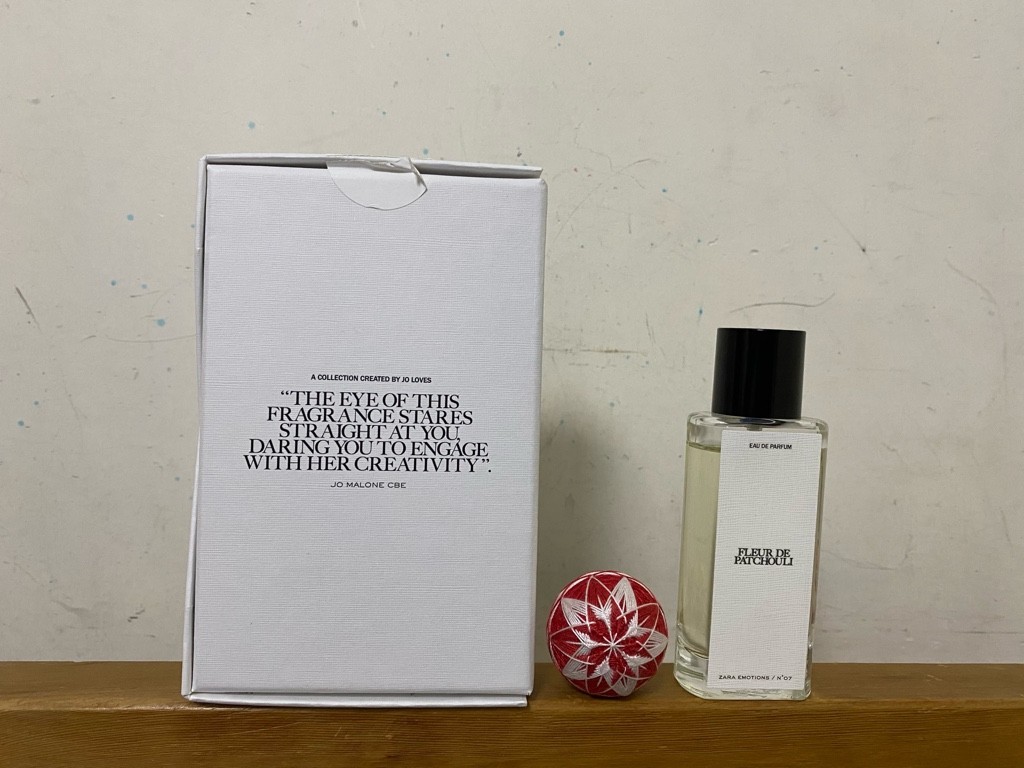 A COLLECTION CREATED BY JO LOVES
“THE EYE OF THIS
FRAGRANCE STARES
STRAIGHT AT YOU,
DARING YOU TO ENGAGE
WITH HER CREATIVITY”.
JO MALONE CBE
EAU DE PARFUM
FLEUR DE
PATCHOULI
ZARA EMOTIONS / N°07